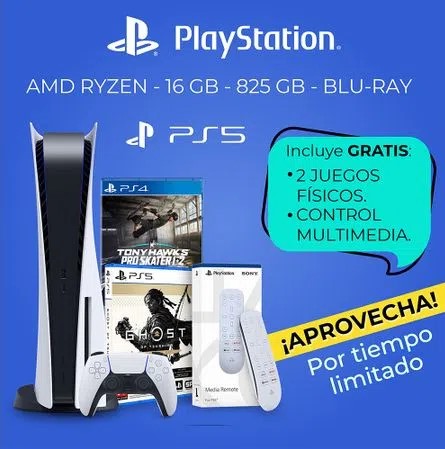 PlayStation
AMD RYZEN - 16 GB - 825 GB - BLU-RAY
PS5
Incluye GRATIS:
• 2 JUEGOS
FÍSICOS.
• CONTROL
MULTIMEDIA.
PS4
TONY HAWK'S
PRO SKATER 1+2
PS5
GHOST
PlayStation
SONY
Media Remote
¡APROVECHA!
Por tiempo
limitado